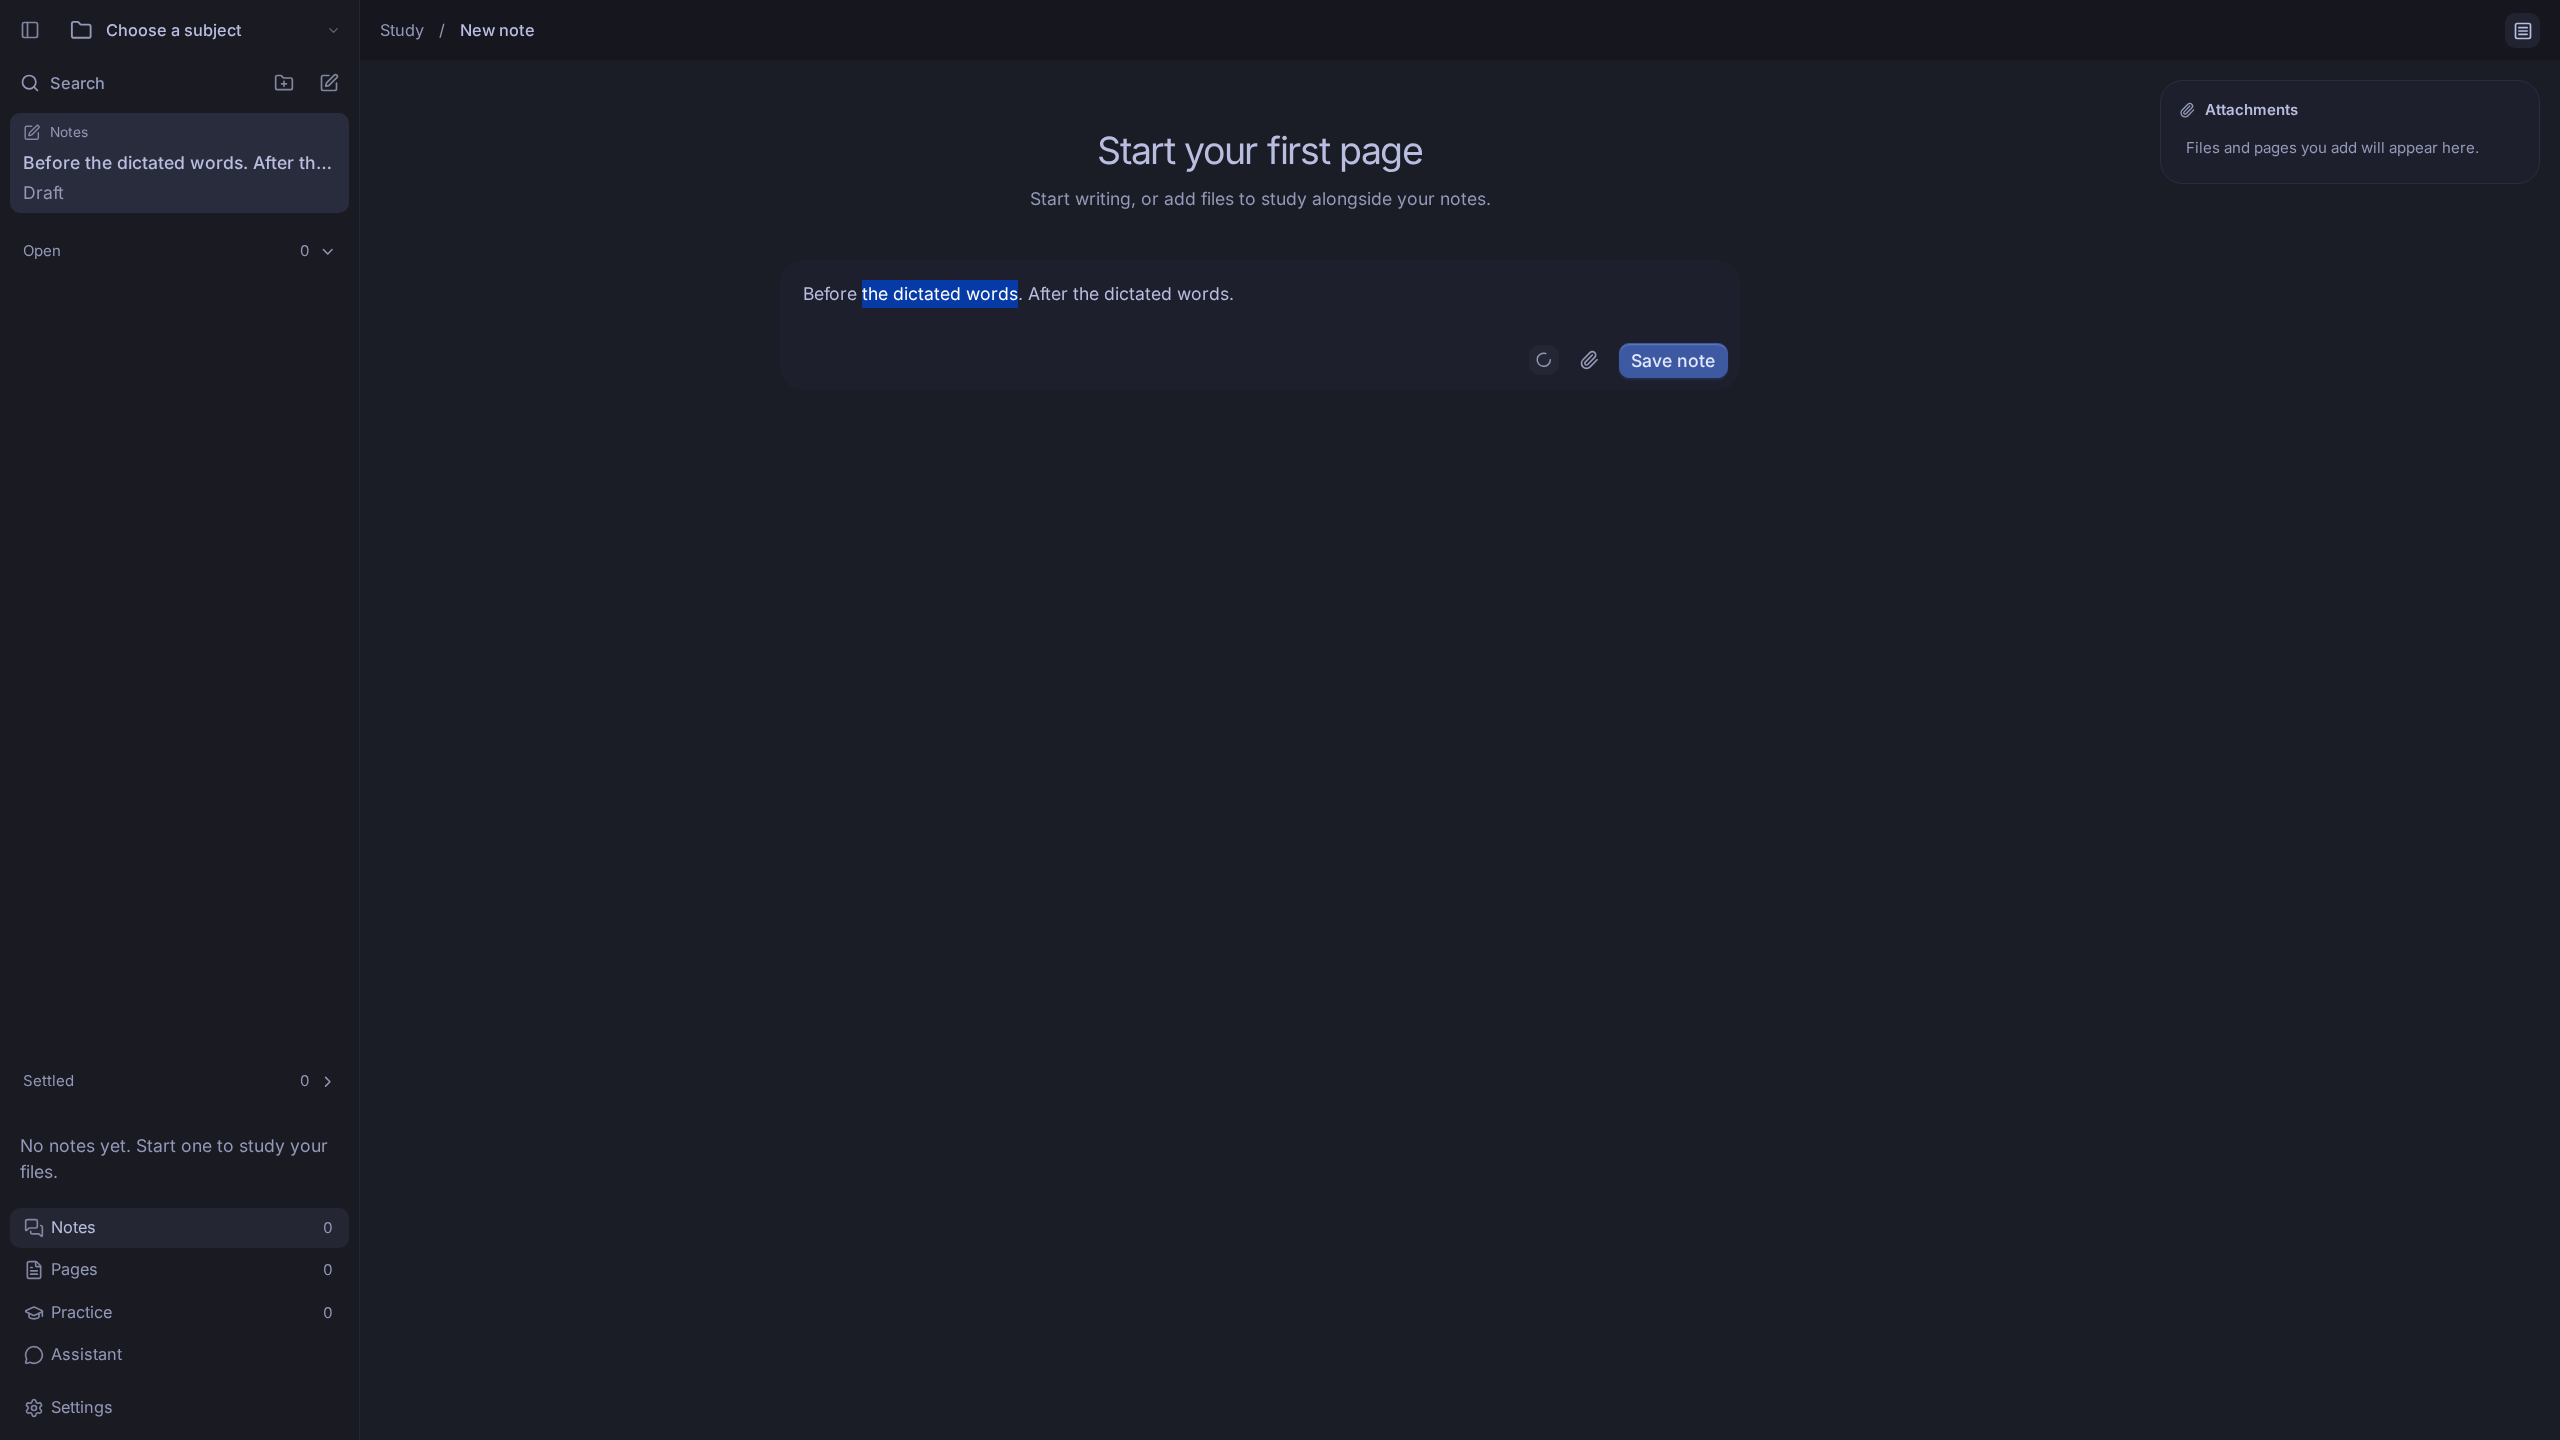 Choose a subject
Study / New note
Search
Notes
Before the dictated words. After th...
Draft
Open 0
Start your first page
Start writing, or add files to study alongside your notes.
Before the dictated words. After the dictated words.
Save note
Attachments
Files and pages you add will appear here.
Settled 0
No notes yet. Start one to study your
files.
Notes 0
Pages 0
Practice 0
Assistant
Settings